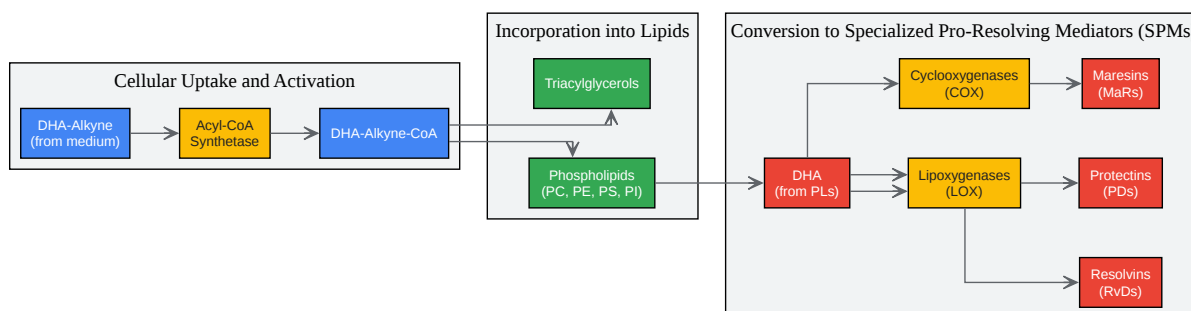 Cellular Uptake and Activation
DHA-Alkyne
(from medium)
Acyl-CoA
Synthetase
DHA-Alkyne-CoA
Incorporation into Lipids
Triacylglycerols
Phospholipids
(PC, PE, PS, PI)
Conversion to Specialized Pro-Resolving Mediators (SPMs
DHA
(from PLs)
Cyclooxygenases
(COX)
Maresins
(MaRs)
Lipoxygenases
(LOX)
Protectins
(PDs)
Resolvins
(RvDs)